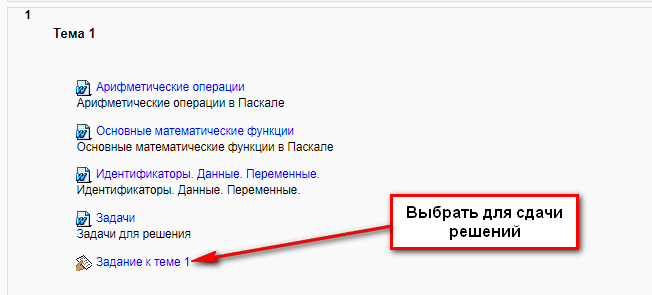 1
Тема 1
Арифметические операции
Арифметические операции в Паскале
Основные математические функции
Основные математические функции в Паскале
Идентификаторы. Данные. Переменные.
Идентификаторы. Данные. Переменные.
Задачи
Задачи для решения
Задание к теме 1
Выбрать для сдачи
решений